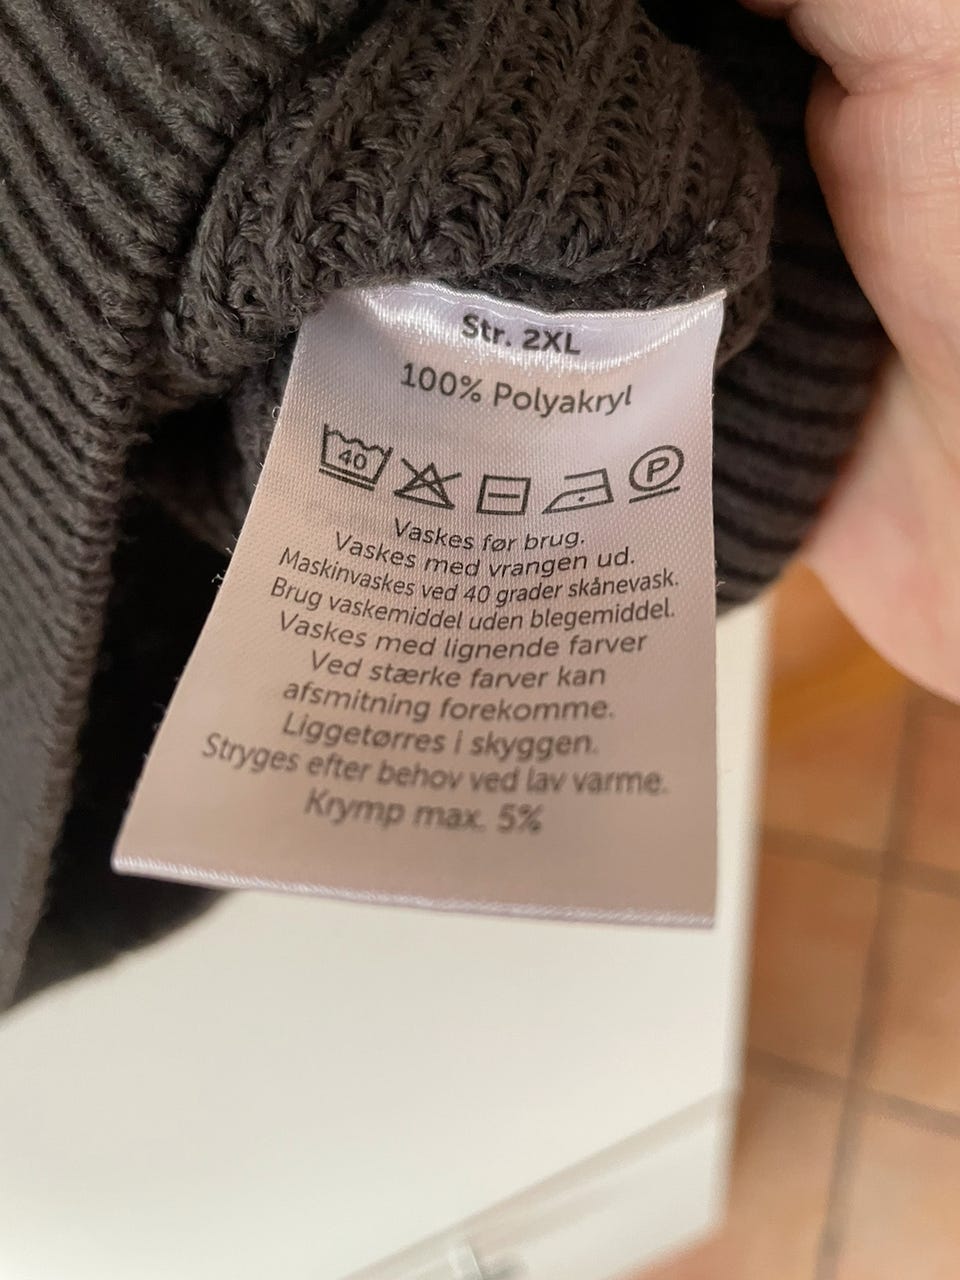 Str. 2XL
100% Polyakryl
40 P
Vaskes før brug.
Vaskes med vrangen ud.
Maskinvaskes ved 40 grader skånevask.
Brug vaskemiddel uden blegemiddel.
Vaskes med lignende farver
Ved stærke farver kan
afsmitning forekomme.
Liggetørres i skyggen.
Stryges efter behov ved lav varme.
Krymp max. 5%